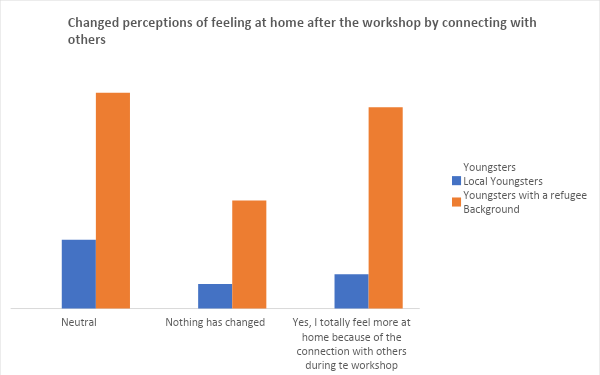 Changed perceptions of feeling at home after the workshop by connecting with
others
Youngsters
Local Youngsters
Youngsters with a refugee
Background
Neutral
Nothing has changed
Yes, I totally feel more at
home because of the
connection with others
during te workshop